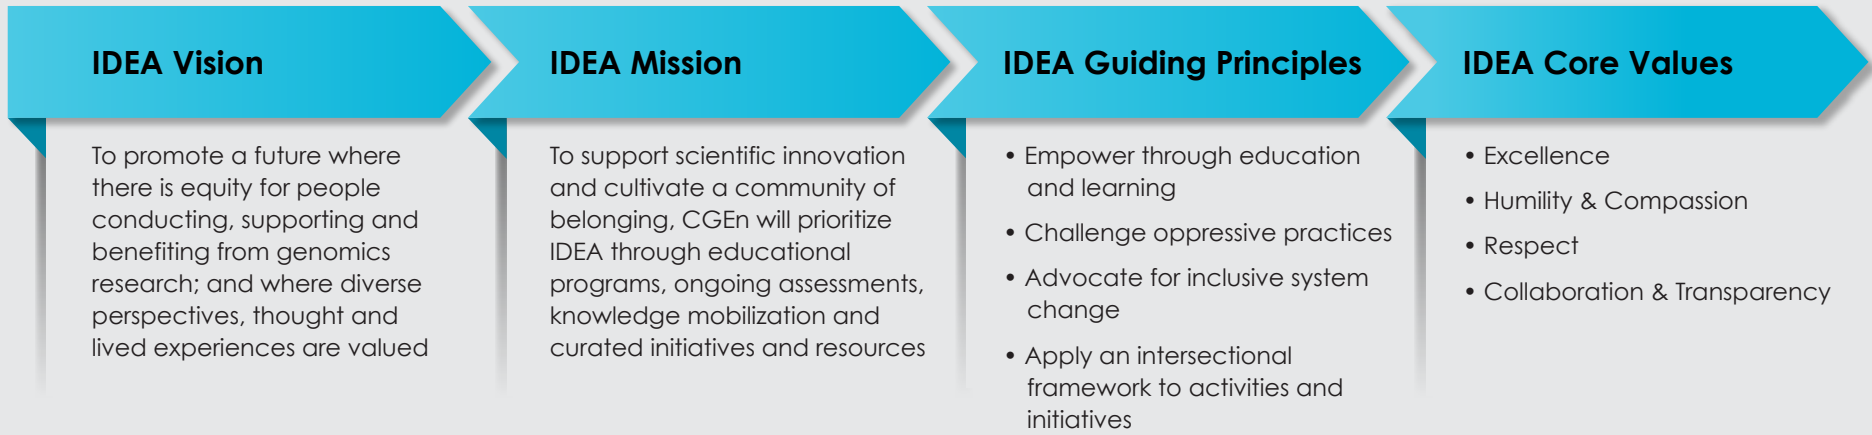 IDEA Vision
To promote a future where
there is equity for people
conducting, supporting and
benefiting from genomics
research; and where diverse
perspectives, thought and
lived experiences are valued
IDEA Mission
To support scientific innovation
and cultivate a community of
belonging, CGEn will prioritize
IDEA through educational
programs, ongoing assessments,
knowledge mobilization and
curated initiatives and resources
IDEA Guiding Principles
• Empower through education
and learning
• Challenge oppressive practices
• Advocate for inclusive system
change
• Apply an intersectional
framework to activities and
initiatives
IDEA Core Values
• Excellence
• Humility & Compassion
• Respect
• Collaboration & Transparency